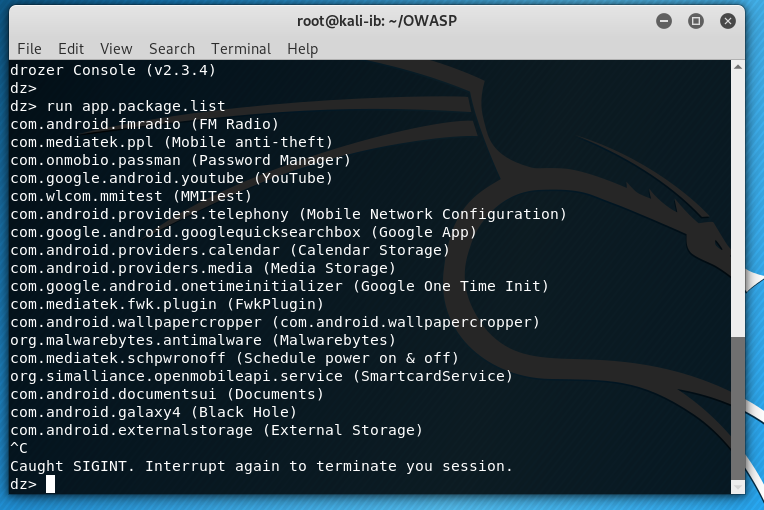 root@kali-ib: ~/OWASP
File Edit View Search Terminal Help
drozer Console (v2.3.4)
dz>
dz> run app.package.list
com.android.fmradio (FM Radio)
com.mediatek.ppl (Mobile anti-theft)
com.onmobio.passman (Password Manager)
com.google.android.youtube (YouTube)
com.wlcom.mmitest (MMITest)
com.android.providers.telephony (Mobile Network Configuration)
com.google.android.googlequicksearchbox (Google App)
com.android.providers.calendar (Calendar Storage)
com.android.providers.media (Media Storage)
com.google.android.onetimeinitializer (Google One Time Init)
com.mediatek.fwk.plugin (FwkPlugin)
com.android.wallpapercropper (com.android.wallpapercropper)
org.malwarebytes.antimalware (Malwarebytes)
com.mediatek.schpwronoff (Schedule power on & off)
org.simalliance.openmobileapi.service (SmartcardService)
com.android.documentsui (Documents)
com.android.galaxy4 (Black Hole)
com.android.externalstorage (External Storage)
^C
Caught SIGINT. Interrupt again to terminate you session.
dz>